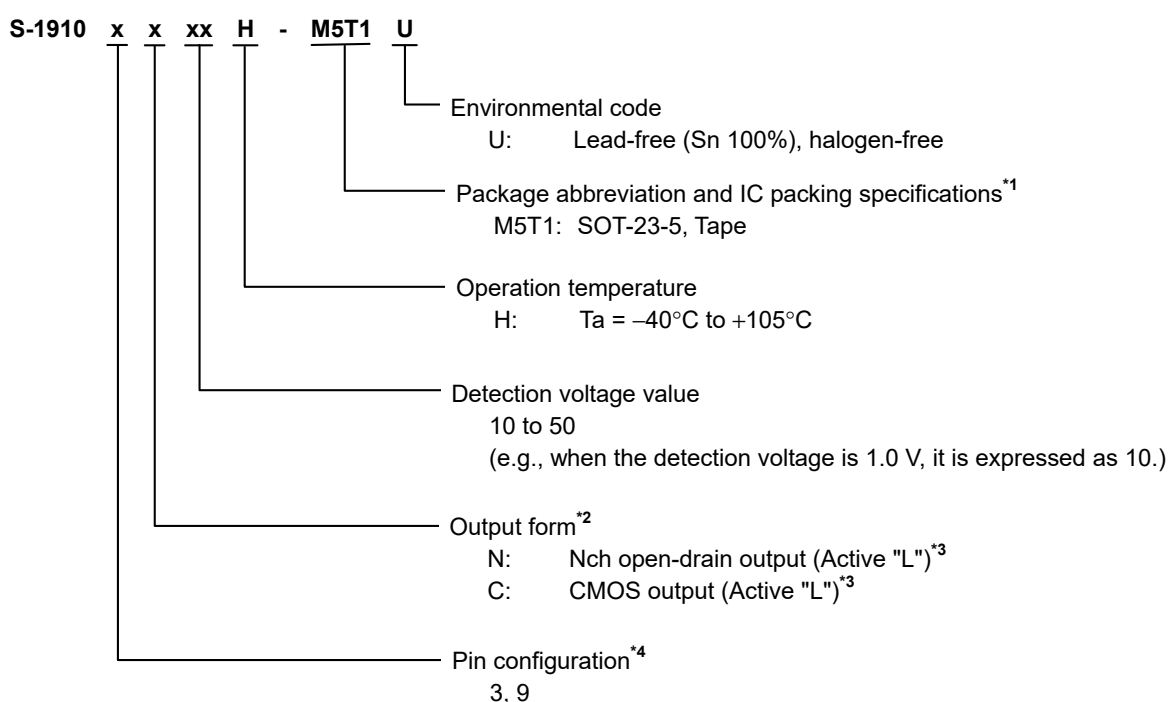 S-1910 x x xx H - M5T1 U
Environmental code
U: Lead-free (Sn 100%), halogen-free
Package abbreviation and IC packing specifications*1
M5T1: SOT-23-5, Tape
Operation temperature
H: Ta = −40°C to +105°C
Detection voltage value
10 to 50
(e.g., when the detection voltage is 1.0 V, it is expressed as 10.)
Output form*2
N: Nch open-drain output (Active "L")*3
C: CMOS output (Active "L")*3
Pin configuration*4
3, 9